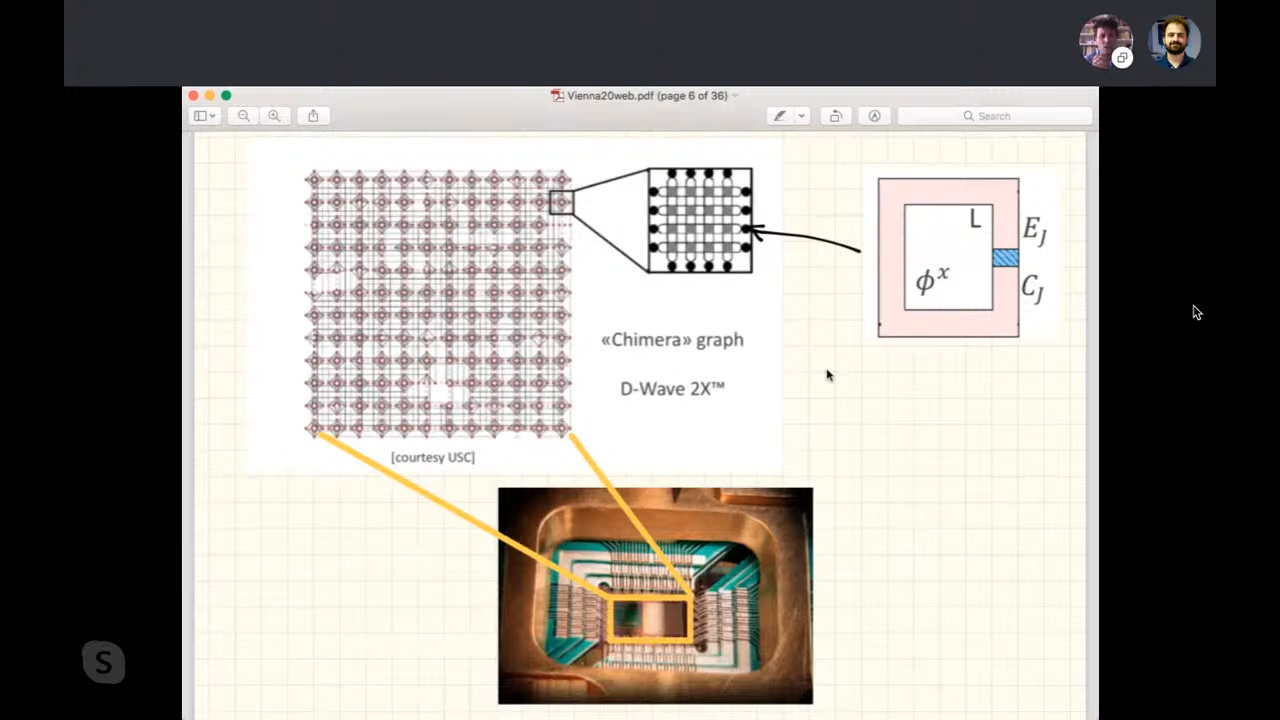 Vienna20web.pdf (page 6 of 36)
Search
L
E_J
ϕ^x
C_J
«Chimera» graph
D-Wave 2X™
[courtesy USC]
S